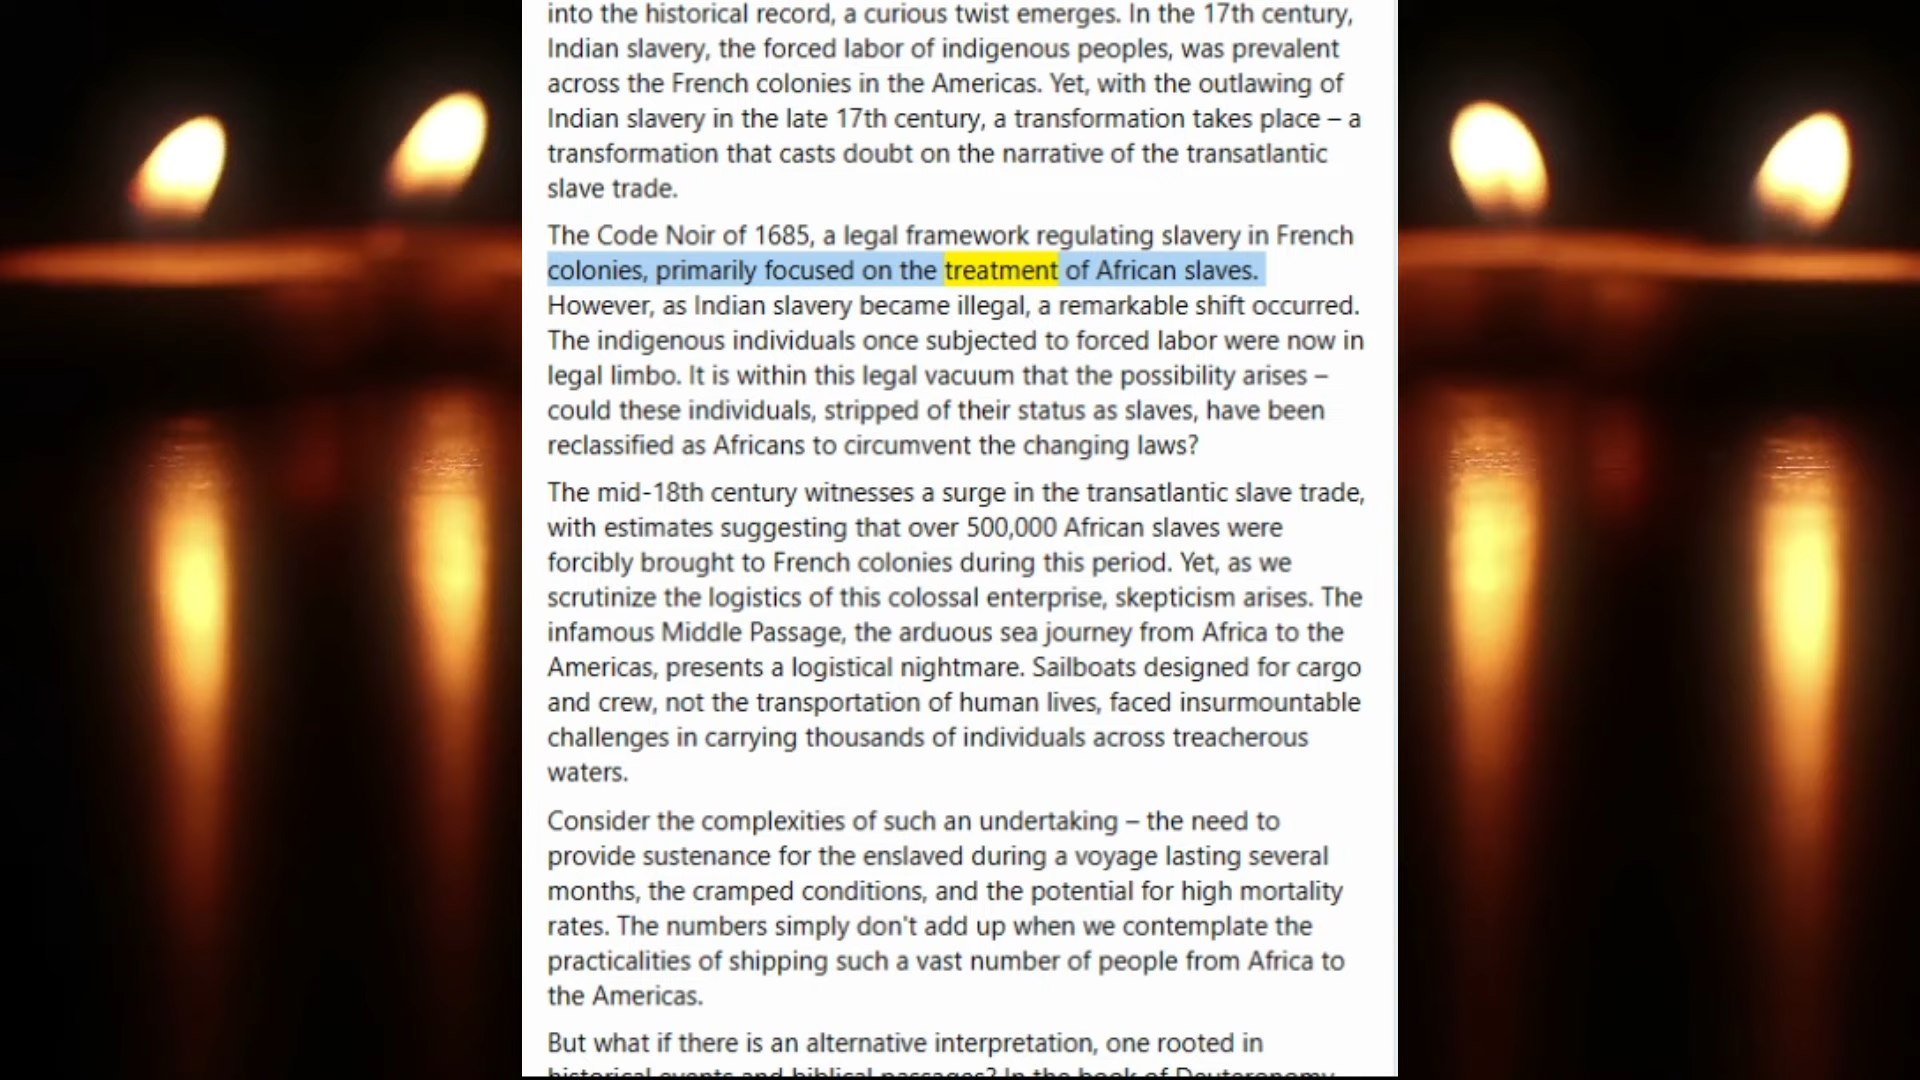 into the historical record, a curious twist emerges. In the 17th century,
Indian slavery, the forced labor of indigenous peoples, was prevalent
across the French colonies in the Americas. Yet, with the outlawing of
Indian slavery in the late 17th century, a transformation takes place – a
transformation that casts doubt on the narrative of the transatlantic
slave trade.
The Code Noir of 1685, a legal framework regulating slavery in French
colonies, primarily focused on the treatment of African slaves.
However, as Indian slavery became illegal, a remarkable shift occurred.
The indigenous individuals once subjected to forced labor were now in
legal limbo. It is within this legal vacuum that the possibility arises –
could these individuals, stripped of their status as slaves, have been
reclassified as Africans to circumvent the changing laws?
The mid-18th century witnesses a surge in the transatlantic slave trade,
with estimates suggesting that over 500,000 African slaves were
forcibly brought to French colonies during this period. Yet, as we
scrutinize the logistics of this colossal enterprise, skepticism arises. The
infamous Middle Passage, the arduous sea journey from Africa to the
Americas, presents a logistical nightmare. Sailboats designed for cargo
and crew, not the transportation of human lives, faced insurmountable
challenges in carrying thousands of individuals across treacherous
waters.
Consider the complexities of such an undertaking – the need to
provide sustenance for the enslaved during a voyage lasting several
months, the cramped conditions, and the potential for high mortality
rates. The numbers simply don't add up when we contemplate the
practicalities of shipping such a vast number of people from Africa to
the Americas.
But what if there is an alternative interpretation, one rooted in
historical events and biblical passages? In the book of Deuteronomy,